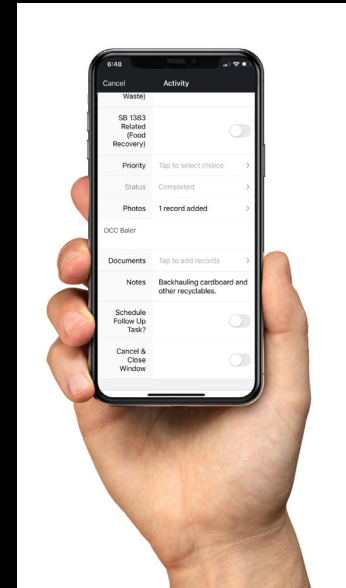 6:48
Cancel Activity
Waste)
SB 1383
Related
(Food
Recovery)
Priority Tap to select choice
Status Completed
Photos 1 record added
OCC Baler
Documents Tap to add records
Notes Backhauling cardboard and
other recyclables.
Schedule
Follow Up
Task?
Cancel &
Close
Window